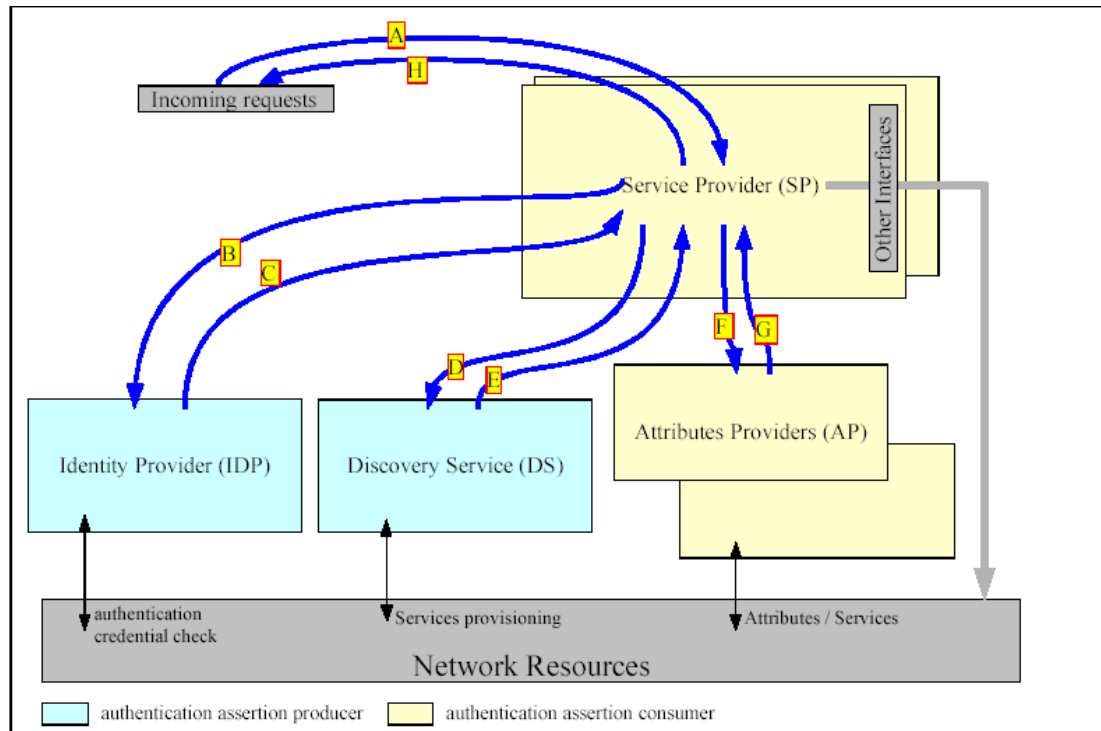 A
H
Incoming requests
Service Provider (SP)
Other Interfaces
B
C
D
E
F
G
Identity Provider (IDP)
Discovery Service (DS)
Attributes Providers (AP)
authentication
credential check
Services provisioning
Attributes / Services
Network Resources
authentication assertion producer
authentication assertion consumer